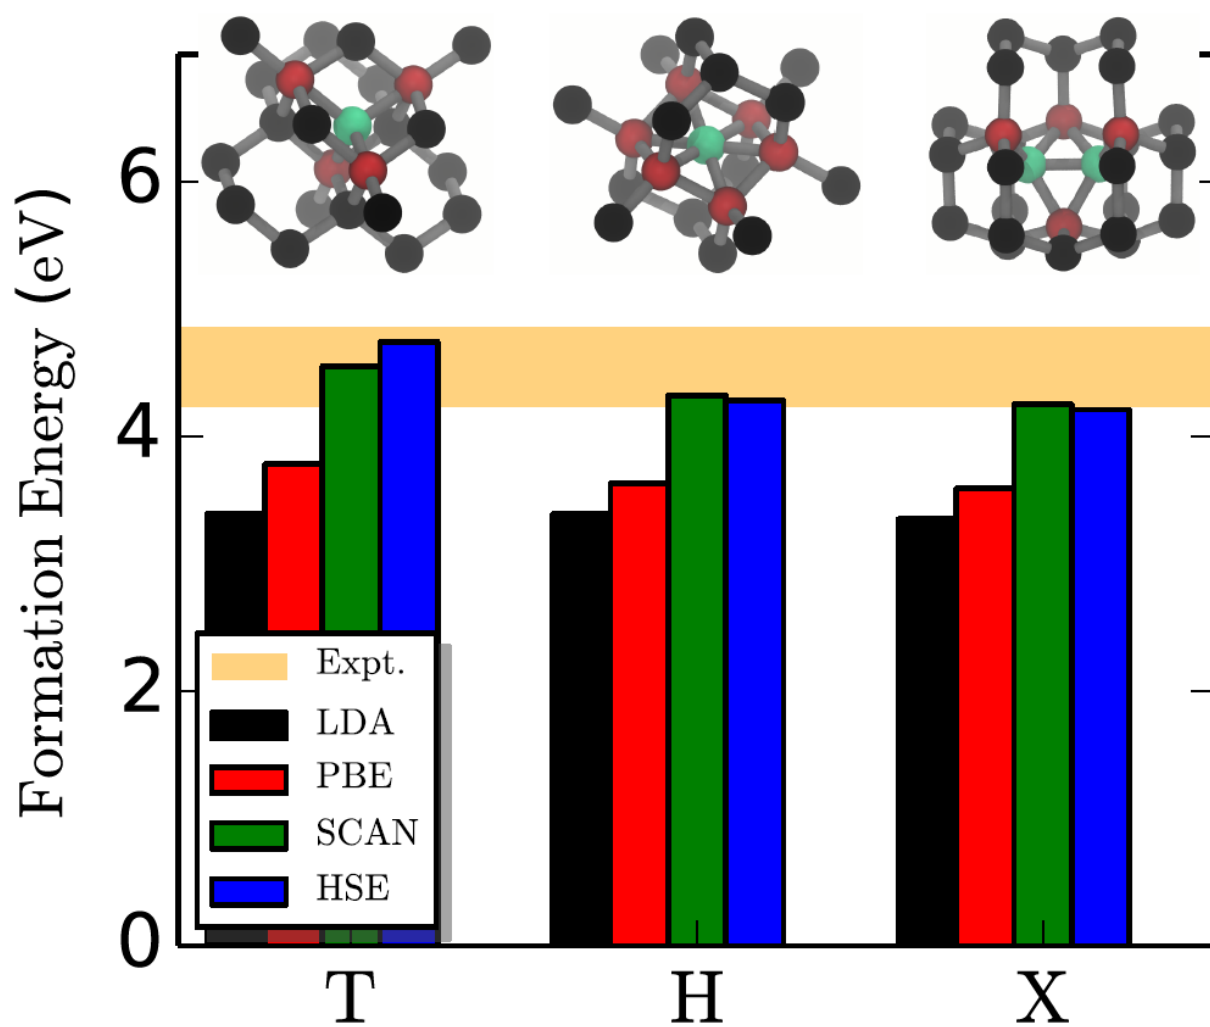 Formation Energy (eV)
6
4
2
0
Expt.
LDA
PBE
SCAN
HSE
T H X